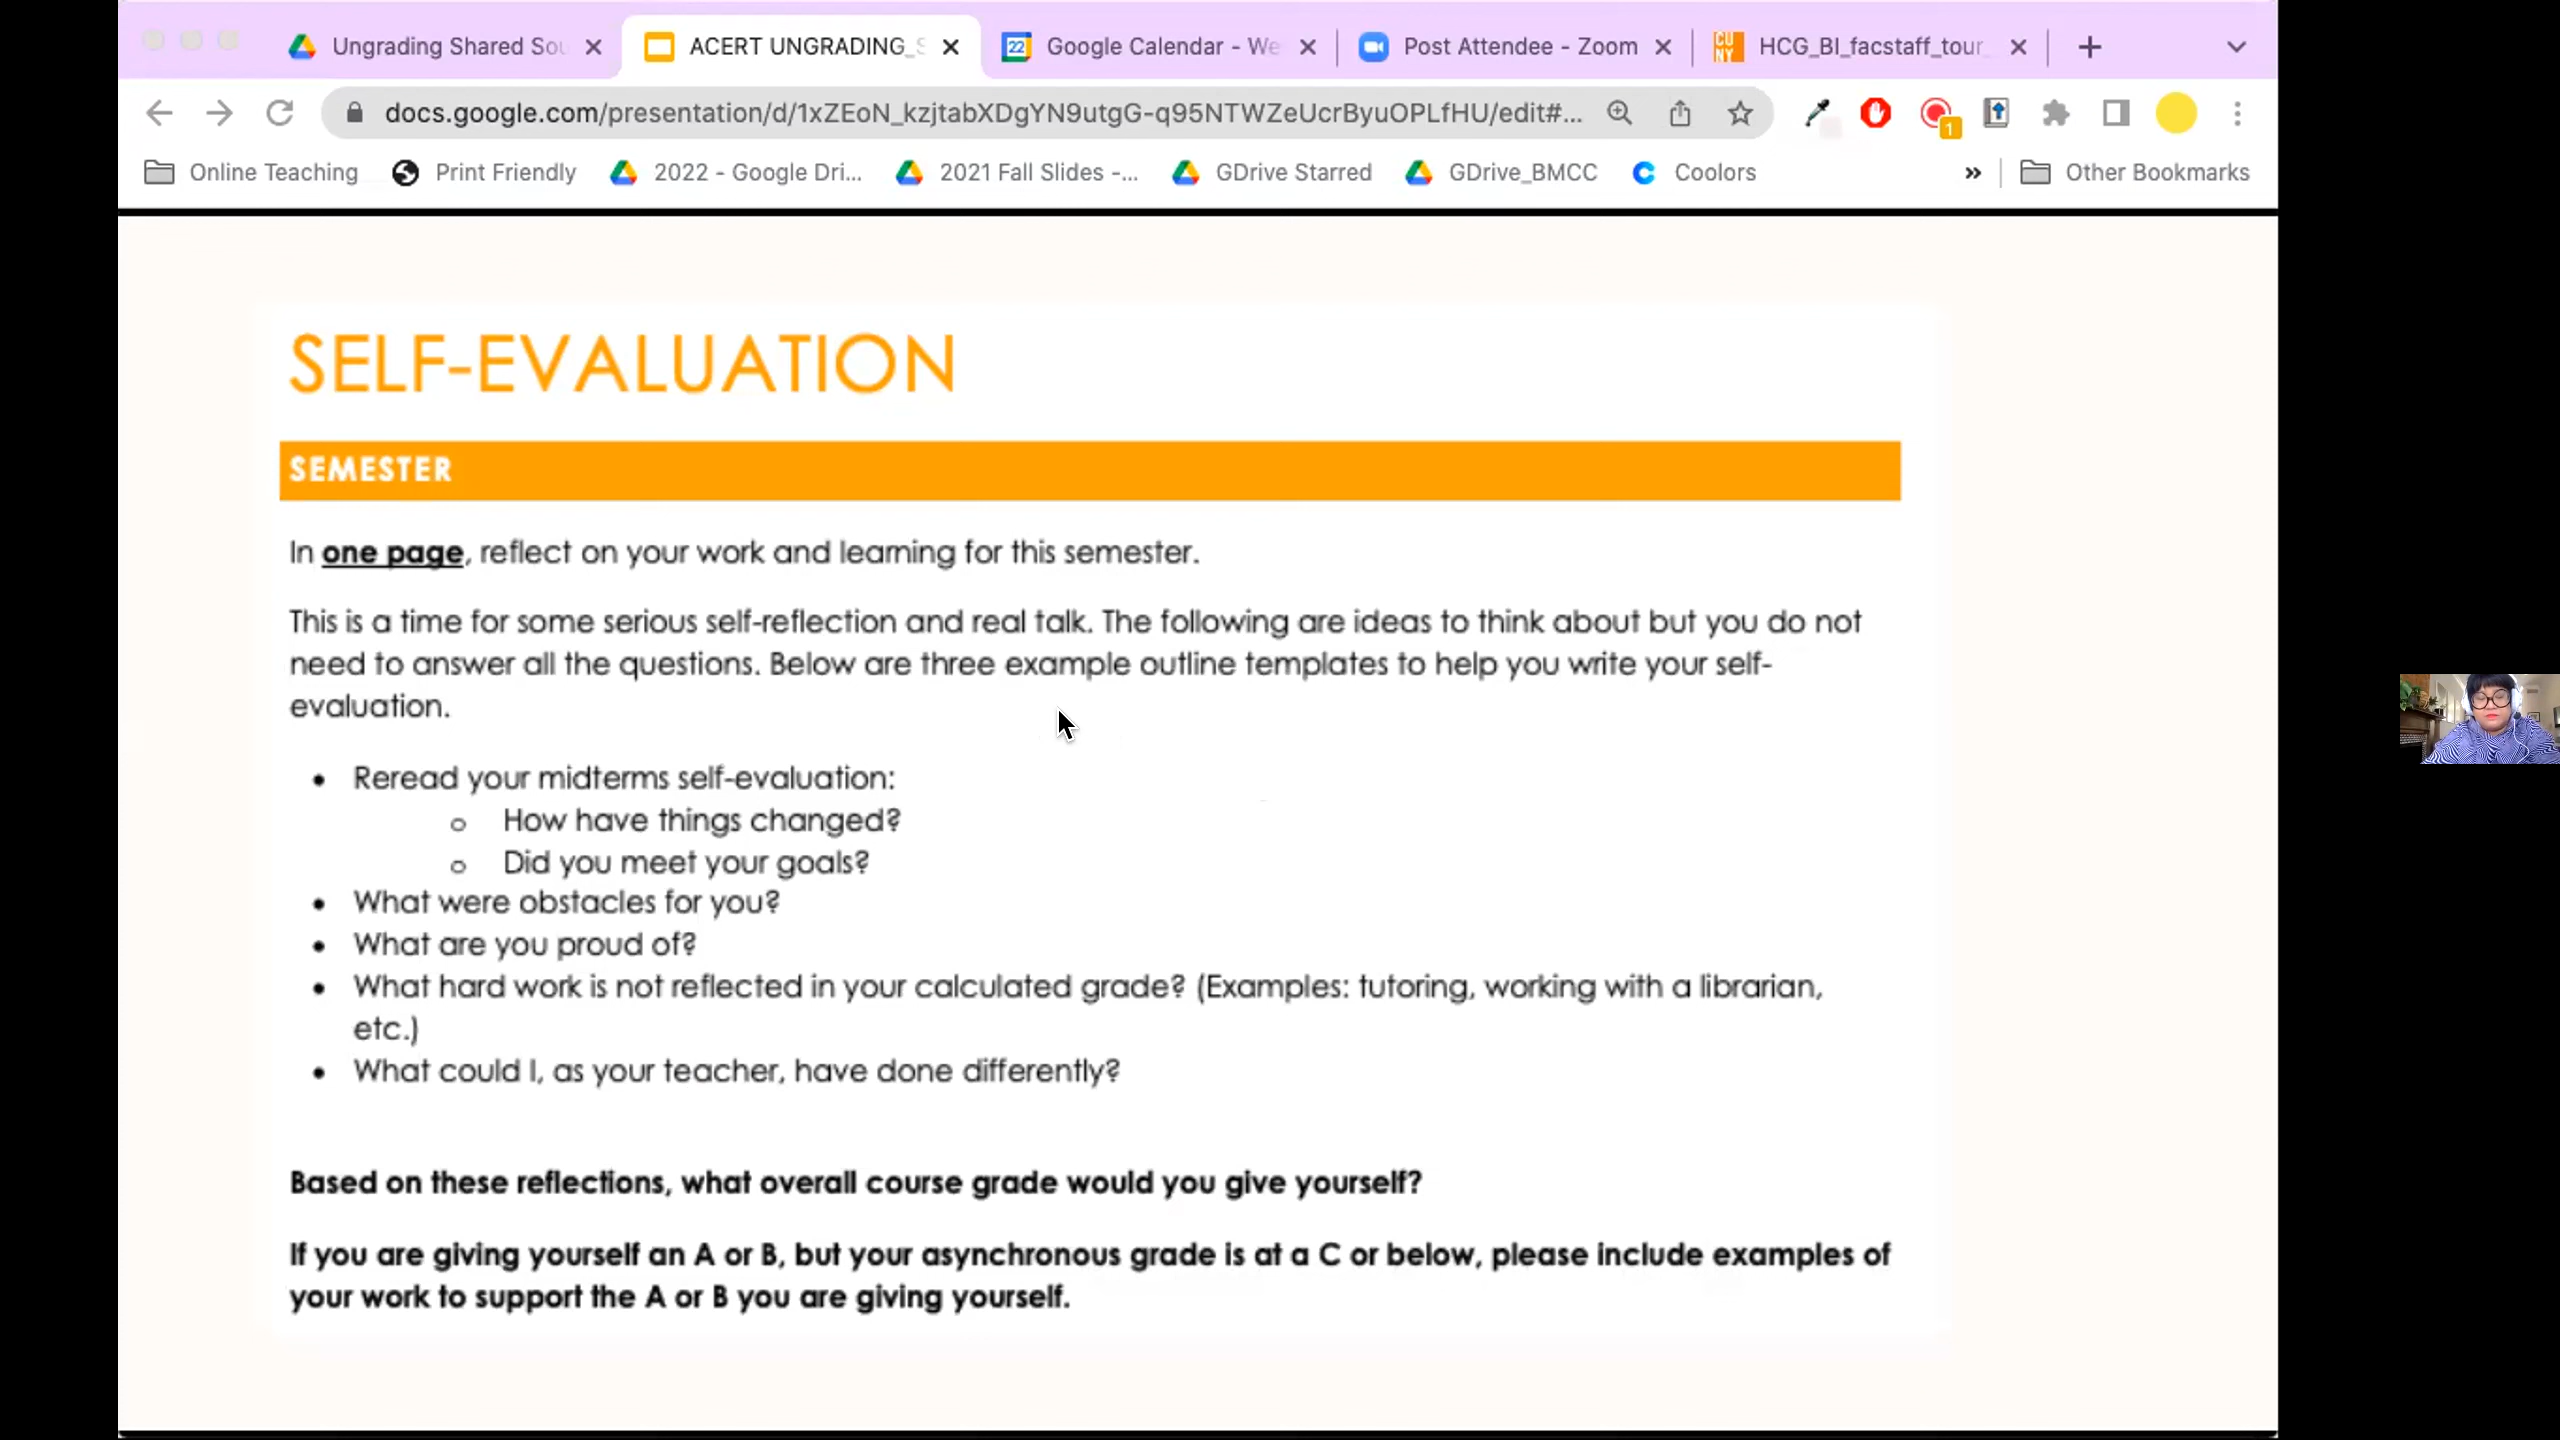 Ungrading Shared Sou
ACERT UNGRADING_S
22
Google Calendar - We
Post Attendee - Zoom
CU
NY
HCG_BI_facstaff_tour_
docs.google.com/presentation/d/1xZEoN_kzjtabXDgYN9utgG-q95NTWZeUcrByuOPLfHU/edit#...
1
Online Teaching
Print Friendly
2022 - Google Dri...
2021 Fall Slides -...
GDrive Starred
GDrive_BMCC
Coolors
»
Other Bookmarks
SELF-EVALUATION
SEMESTER
In one page, reflect on your work and learning for this semester.
This is a time for some serious self-reflection and real talk. The following are ideas to think about but you do not
need to answer all the questions. Below are three example outline templates to help you write your self-
evaluation.
• Reread your midterms self-evaluation:
o How have things changed?
o Did you meet your goals?
• What were obstacles for you?
• What are you proud of?
• What hard work is not reflected in your calculated grade? (Examples: tutoring, working with a librarian,
etc.)
• What could I, as your teacher, have done differently?
Based on these reflections, what overall course grade would you give yourself?
If you are giving yourself an A or B, but your asynchronous grade is at a C or below, please include examples of
your work to support the A or B you are giving yourself.